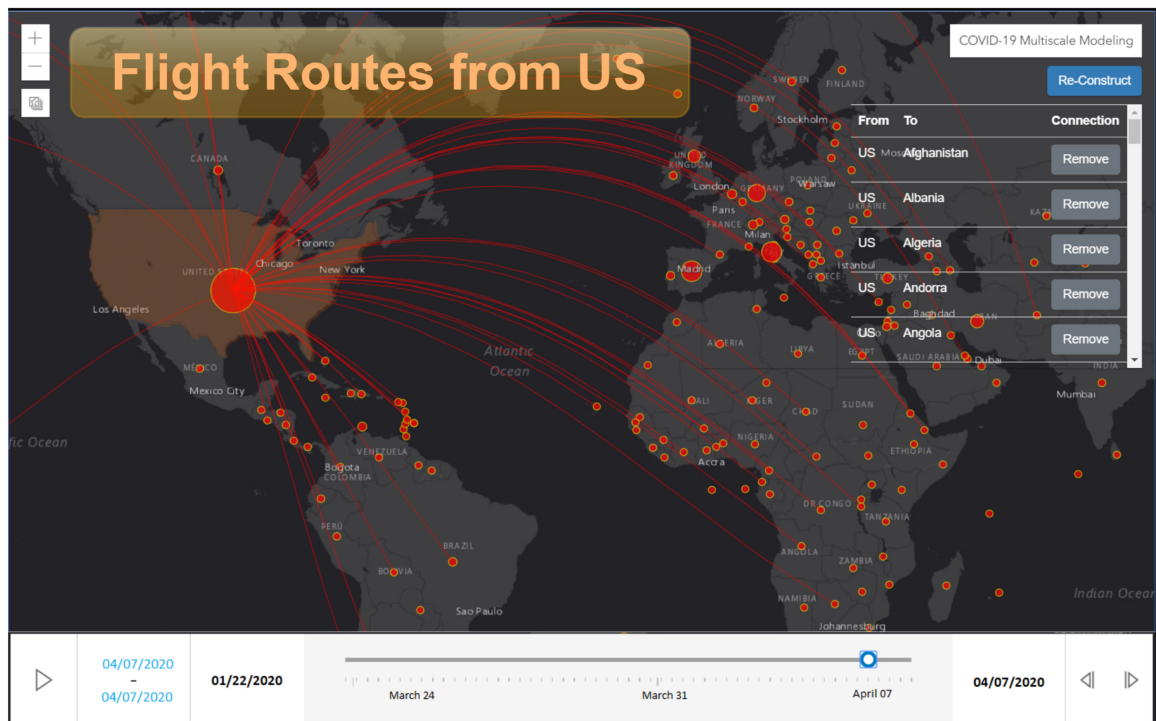 Flight Routes from US
COVID-19 Multiscale Modeling
Re-Construct
From To Connection
US Afghanistan Remove
US Albania Remove
US Algeria Remove
US Andorra Remove
US Angola Remove
SWEDEN
FINLAND
NORWAY
Stockholm
CANADA
London
POLAND
Warsaw
GERMANY
UKRAINE
Paris
FRANCE
Milan
Toronto
Chicago
New York
Madrid
Istanbul
GREECE
Los Angeles
Baghdad
Atlantic
Ocean
ALGERIA
LIBYA
EGYPT
SAUDI ARABIA
Dubai
INDIA
MÉXICO
Mexico City
Mumbai
MALI
NIGER
CHAD
SUDAN
fic Ocean
NIGERIA
VENEZUELA
ETHIOPIA
Accra
Bogota
COLOMBIA
DR CONGO
TANZANIA
PERÚ
BRAZIL
ANGOLA
ZAMBIA
BOLIVIA
NAMIBIA
Indian Ocean
Sao Paulo
Johannesburg
04/07/2020
–
04/07/2020
01/22/2020
March 24
March 31
April 07
04/07/2020